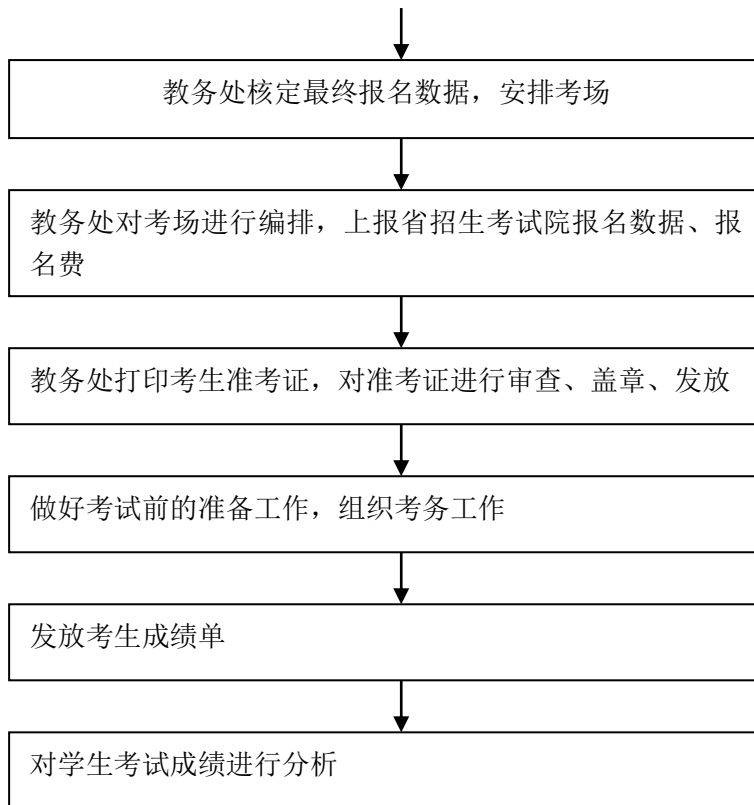 教务处核定最终报名数据，安排考场
教务处对考场进行编排，上报省招生考试院报名数据、报
名费
教务处打印考生准考证，对准考证进行审查、盖章、发放
做好考试前的准备工作，组织考务工作
发放考生成绩单
对学生考试成绩进行分析